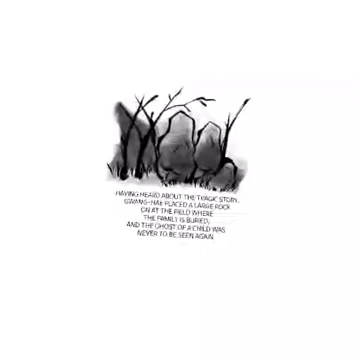 HAVING HEARD ABOUT THE TRAGIC STORY,
GWANG-HAE PLACED A LARGE ROCK
ON AT THE FIELD WHERE
THE FAMILY IS BURIED,
AND THE GHOST OF A CHILD WAS
NEVER TO BE SEEN AGAIN